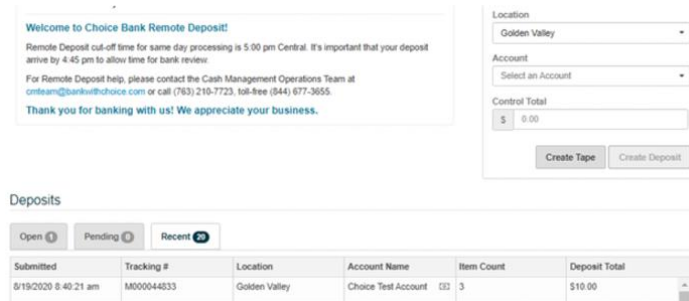 Welcome to Choice Bank Remote Deposit!
Remote Deposit cut-off time for same day processing is 5:00 pm Central. It's important that your deposit
arrive by 4:45 pm to allow time for bank review.
For Remote Deposit help, please contact the Cash Management Operations Team at
cmteam@bankwithchoice.com or call (763) 210-7723, toll-free (844) 677-3655.
Thank you for banking with us! We appreciate your business.
Location
Golden Valley
Account
Select an Account
Control Total
$ 0.00
Create Tape Create Deposit
Deposits
Open 1 Pending 0 Recent 20
Submitted Tracking # Location Account Name Item Count Deposit Total
8/19/2020 8:40:21 am M000044833 Golden Valley Choice Test Account 3 $10.00